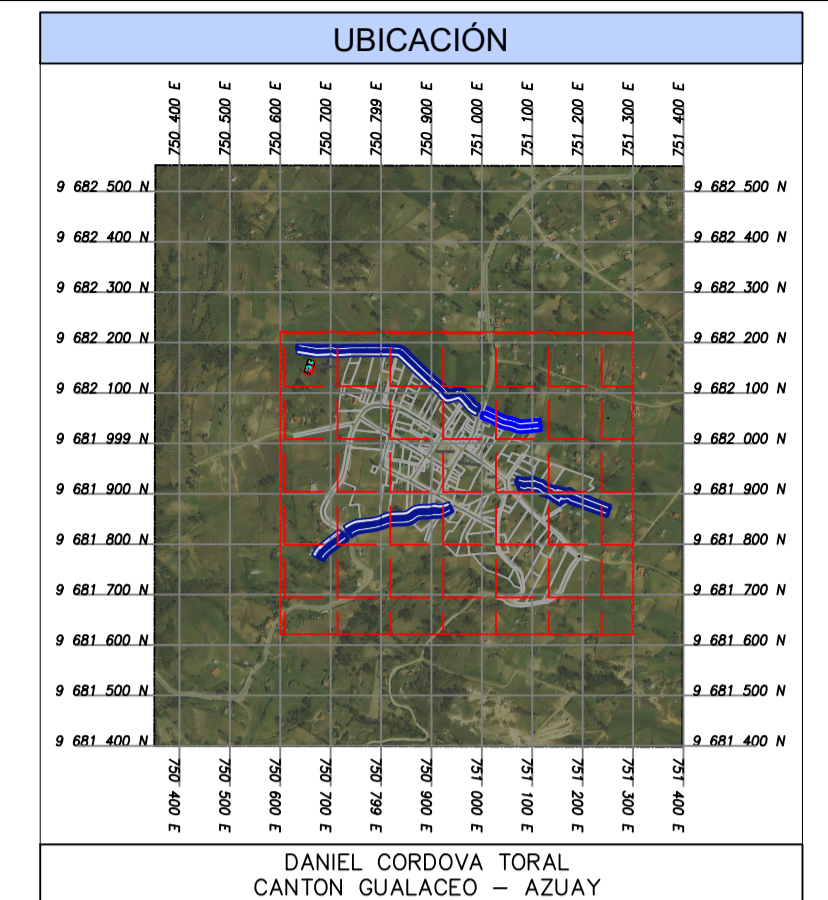 UBICACIÓN
750 400 E
750 500 E
750 600 E
750 700 E
750 799 E
750 900 E
751 000 E
751 100 E
751 200 E
751 300 E
751 400 E
9 682 500 N 9 682 500 N
9 682 400 N 9 682 400 N
9 682 300 N 9 682 300 N
9 682 200 N 9 682 200 N
9 682 100 N 9 682 100 N
9 681 999 N 9 682 000 N
9 681 900 N 9 681 900 N
9 681 800 N 9 681 800 N
9 681 700 N 9 681 700 N
9 681 600 N 9 681 600 N
9 681 500 N 9 681 500 N
9 681 400 N 9 681 400 N
750 400 E
750 500 E
750 600 E
750 700 E
750 799 E
750 900 E
751 000 E
751 100 E
751 200 E
751 300 E
751 400 E
DANIEL CORDOVA TORAL
CANTON GUALACEO – AZUAY